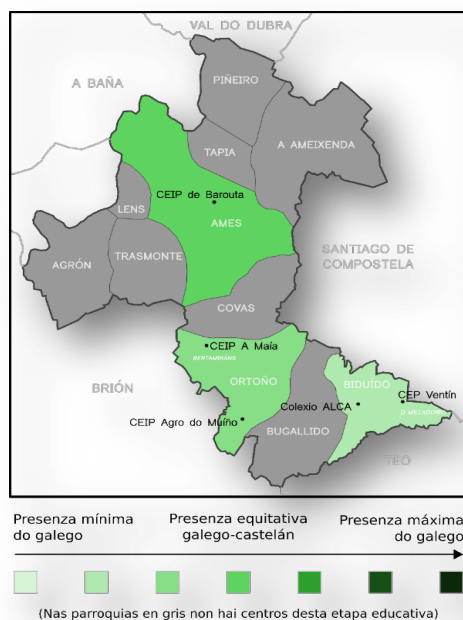 VAL DO DUBRA
PIÑEIRO
A BAÑA
TAPIA
A AMEIXENDA
CEIP de Barouta
LENS
AMES
SANTIAGO DE
COMPOSTELA
AGRÓN
TRASMONTE
COVAS
CEIP A Maía
BERTAMIRÁNS
BRIÓN
ORTOÑO
BIDUÍDO
CEP Ventín
Colexio ALCA
O MILLADOIRO
CEIP Agro do Muíño
BUGALLIDO
TEO
Presenza mínima
do galego
Presenza equitativa
galego-castelán
Presenza máxima
do galego
(Nas parroquias en gris non hai centros desta etapa educativa)